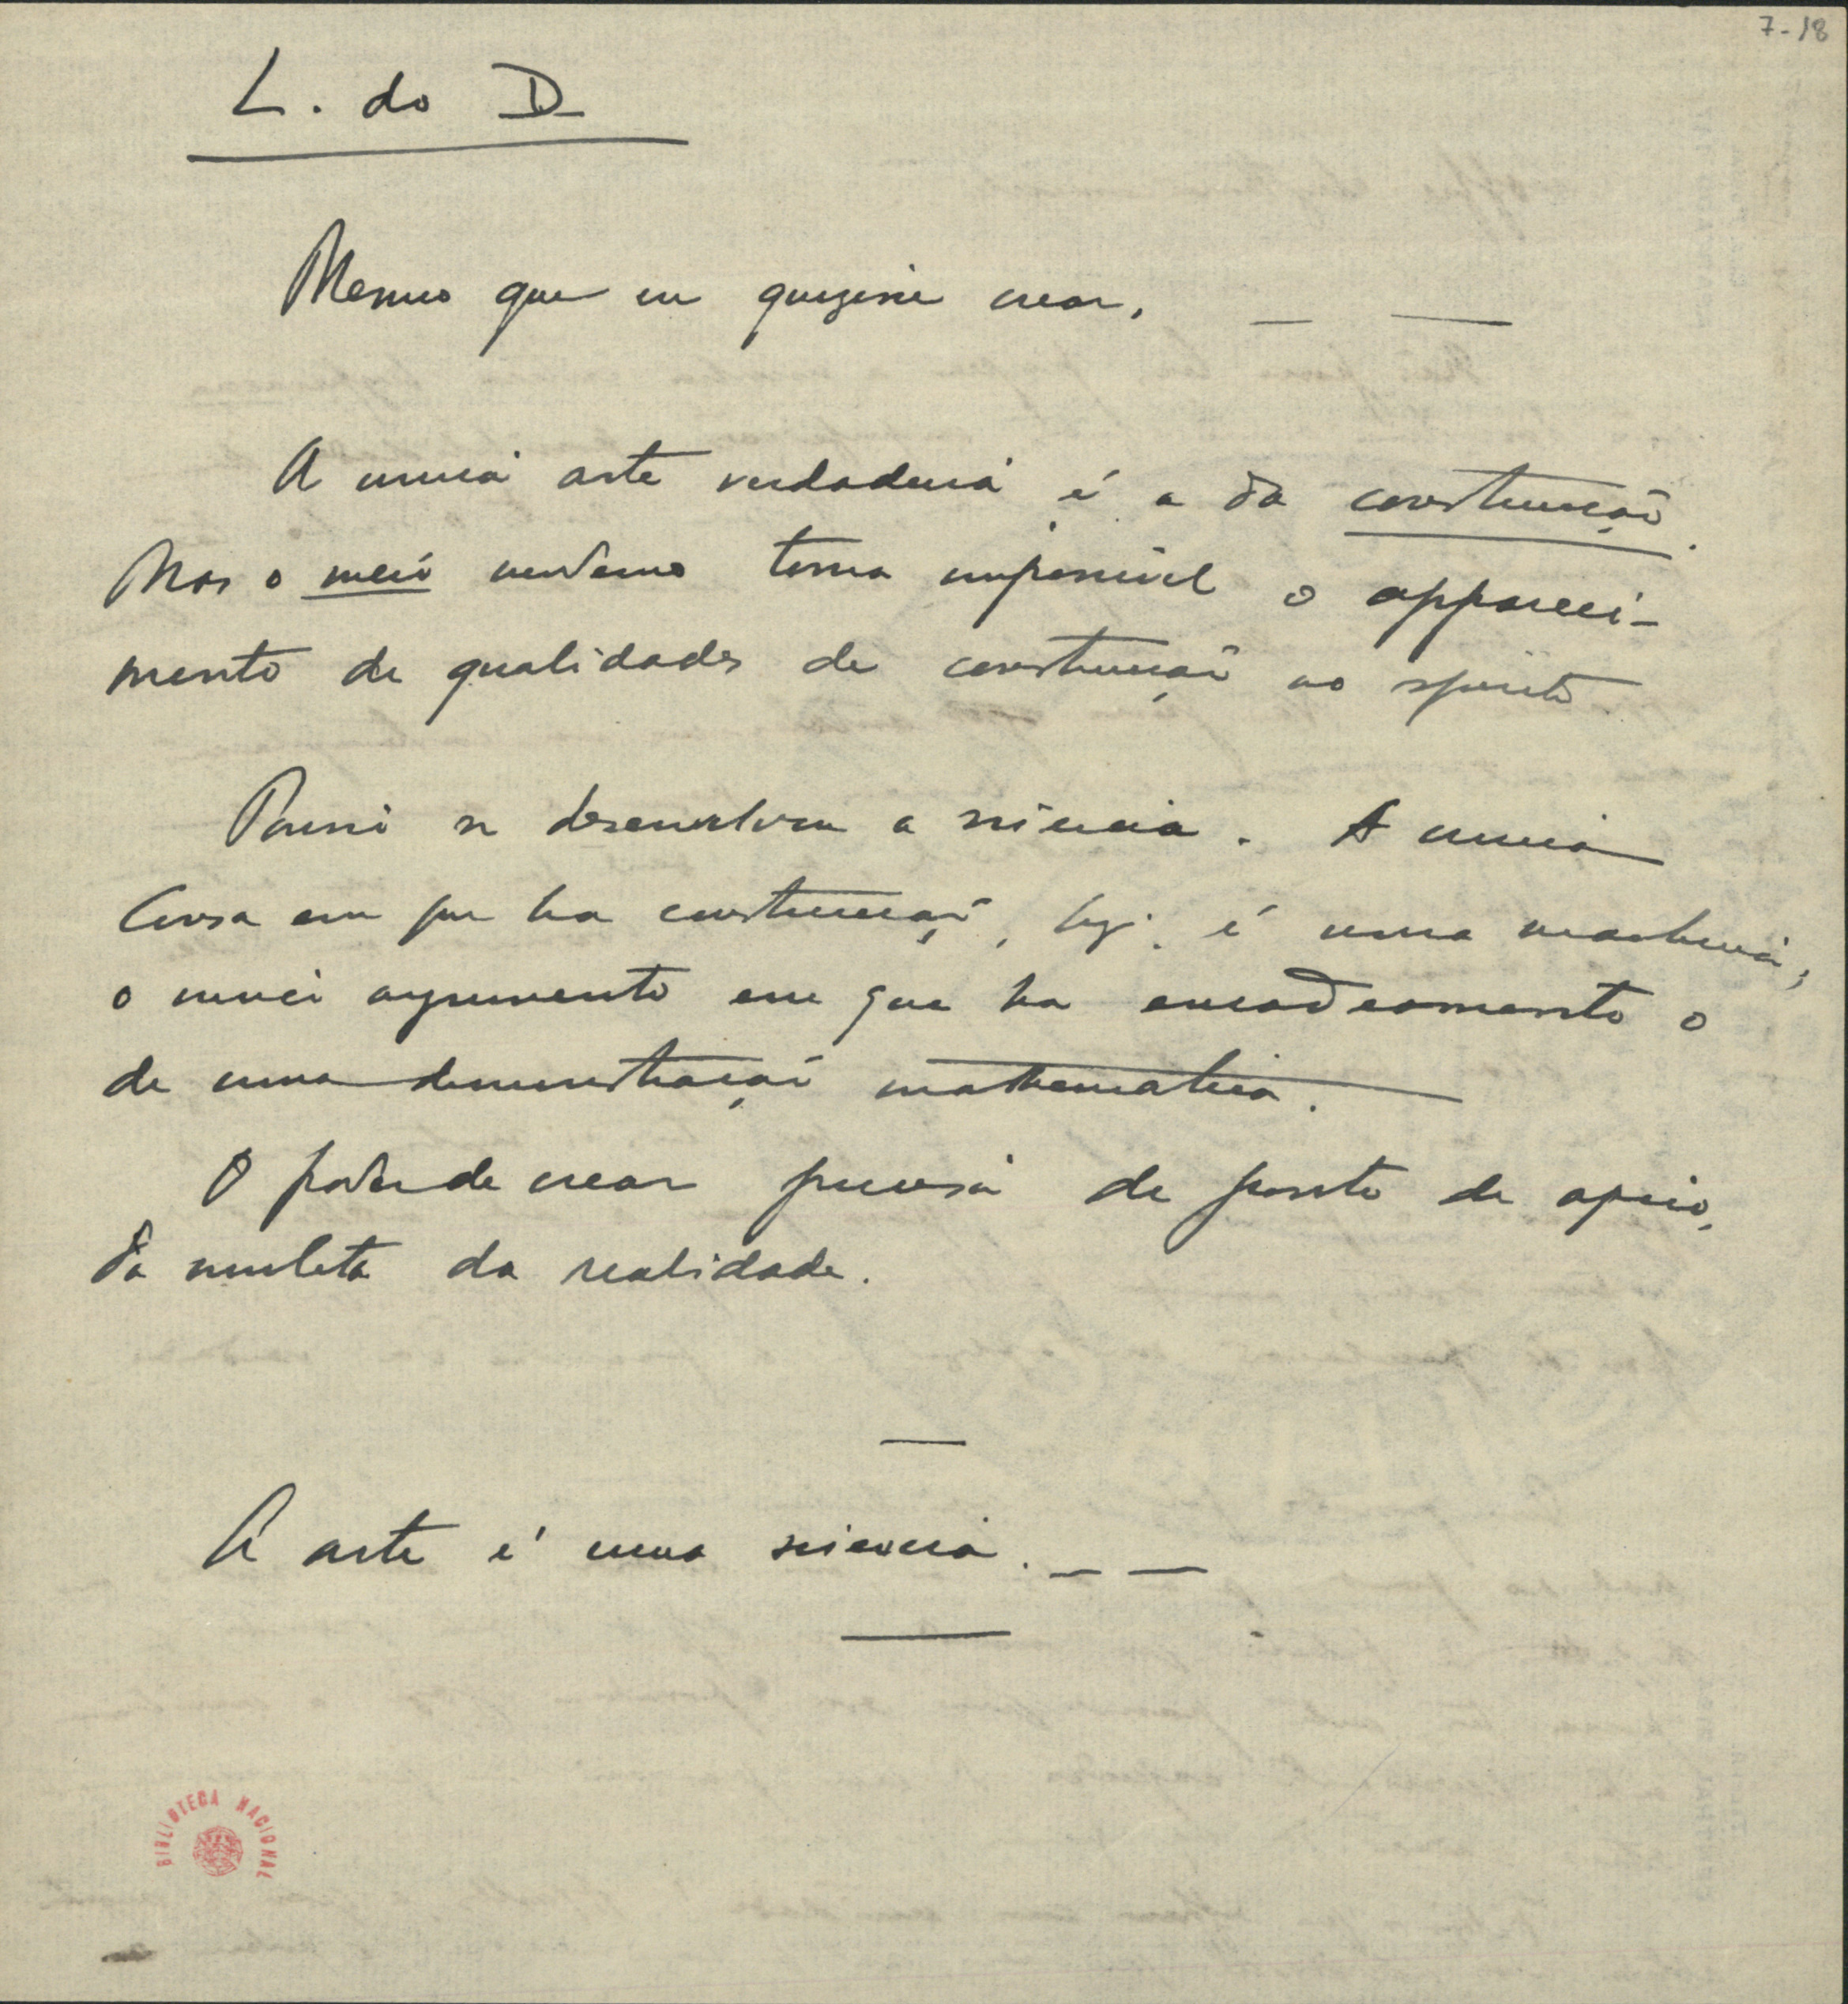 7-18
L. do D.
Mesmo que eu quizesse crear, — —
A unica arte verdadeira é a da construcção.
Mas o meio moderno torna impossivel o appareci-
mento de qualidades de construcção no espirito.
Porisso se desenvolveu a sciencia. A unica
cousa em que ha construcção, hoje, é uma machina;
o unico argumento em que ha encadeamento o
de uma demonstração mathematica.
O poder de crear precisa de ponto de apoio,
da muleta da realidade.
—
A arte é uma sciencia. — —
BIBLIOTECA NACIONAL